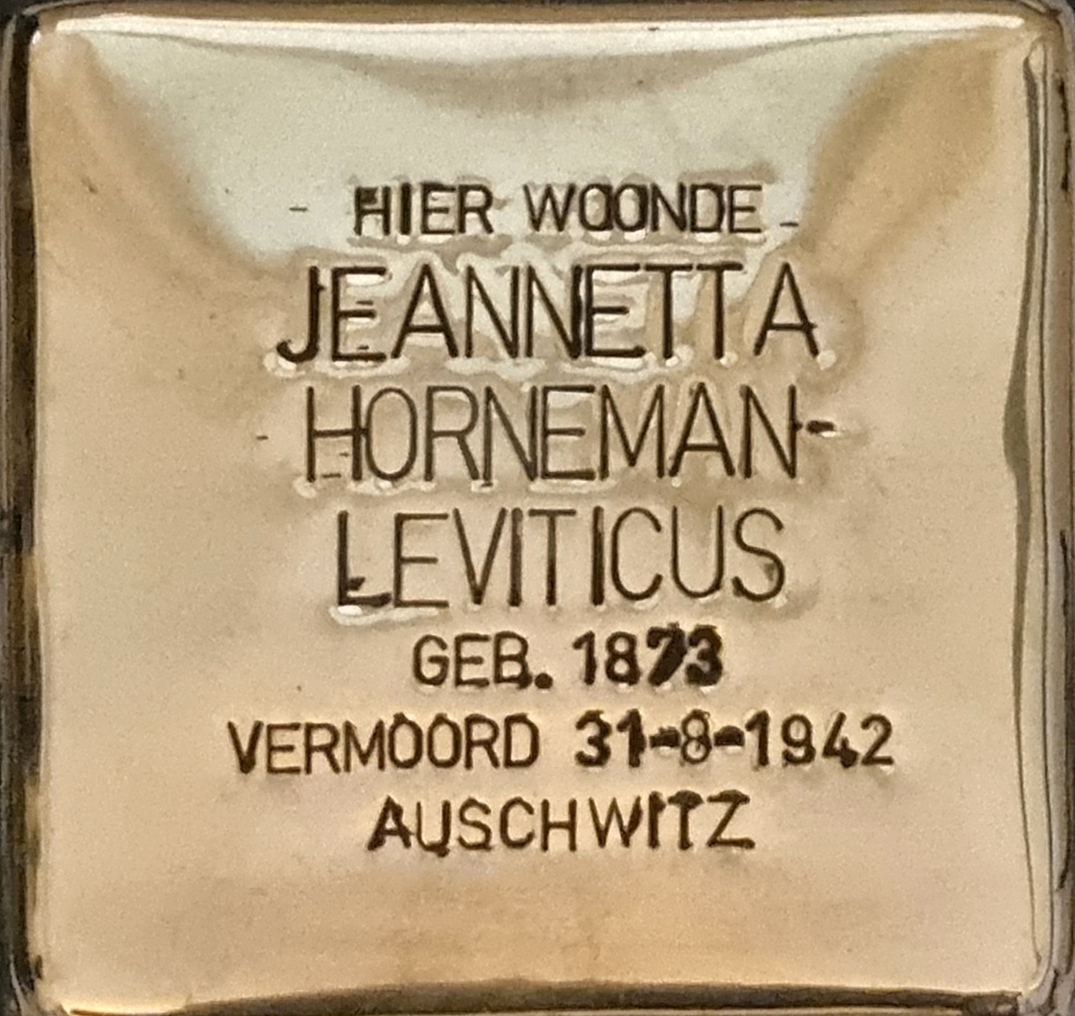 HIER WOONDE
JEANNETTA
HORNEMAN-
LEVITICUS
GEB. 1873
VERMOORD 31-8-1942
AUSCHWITZ